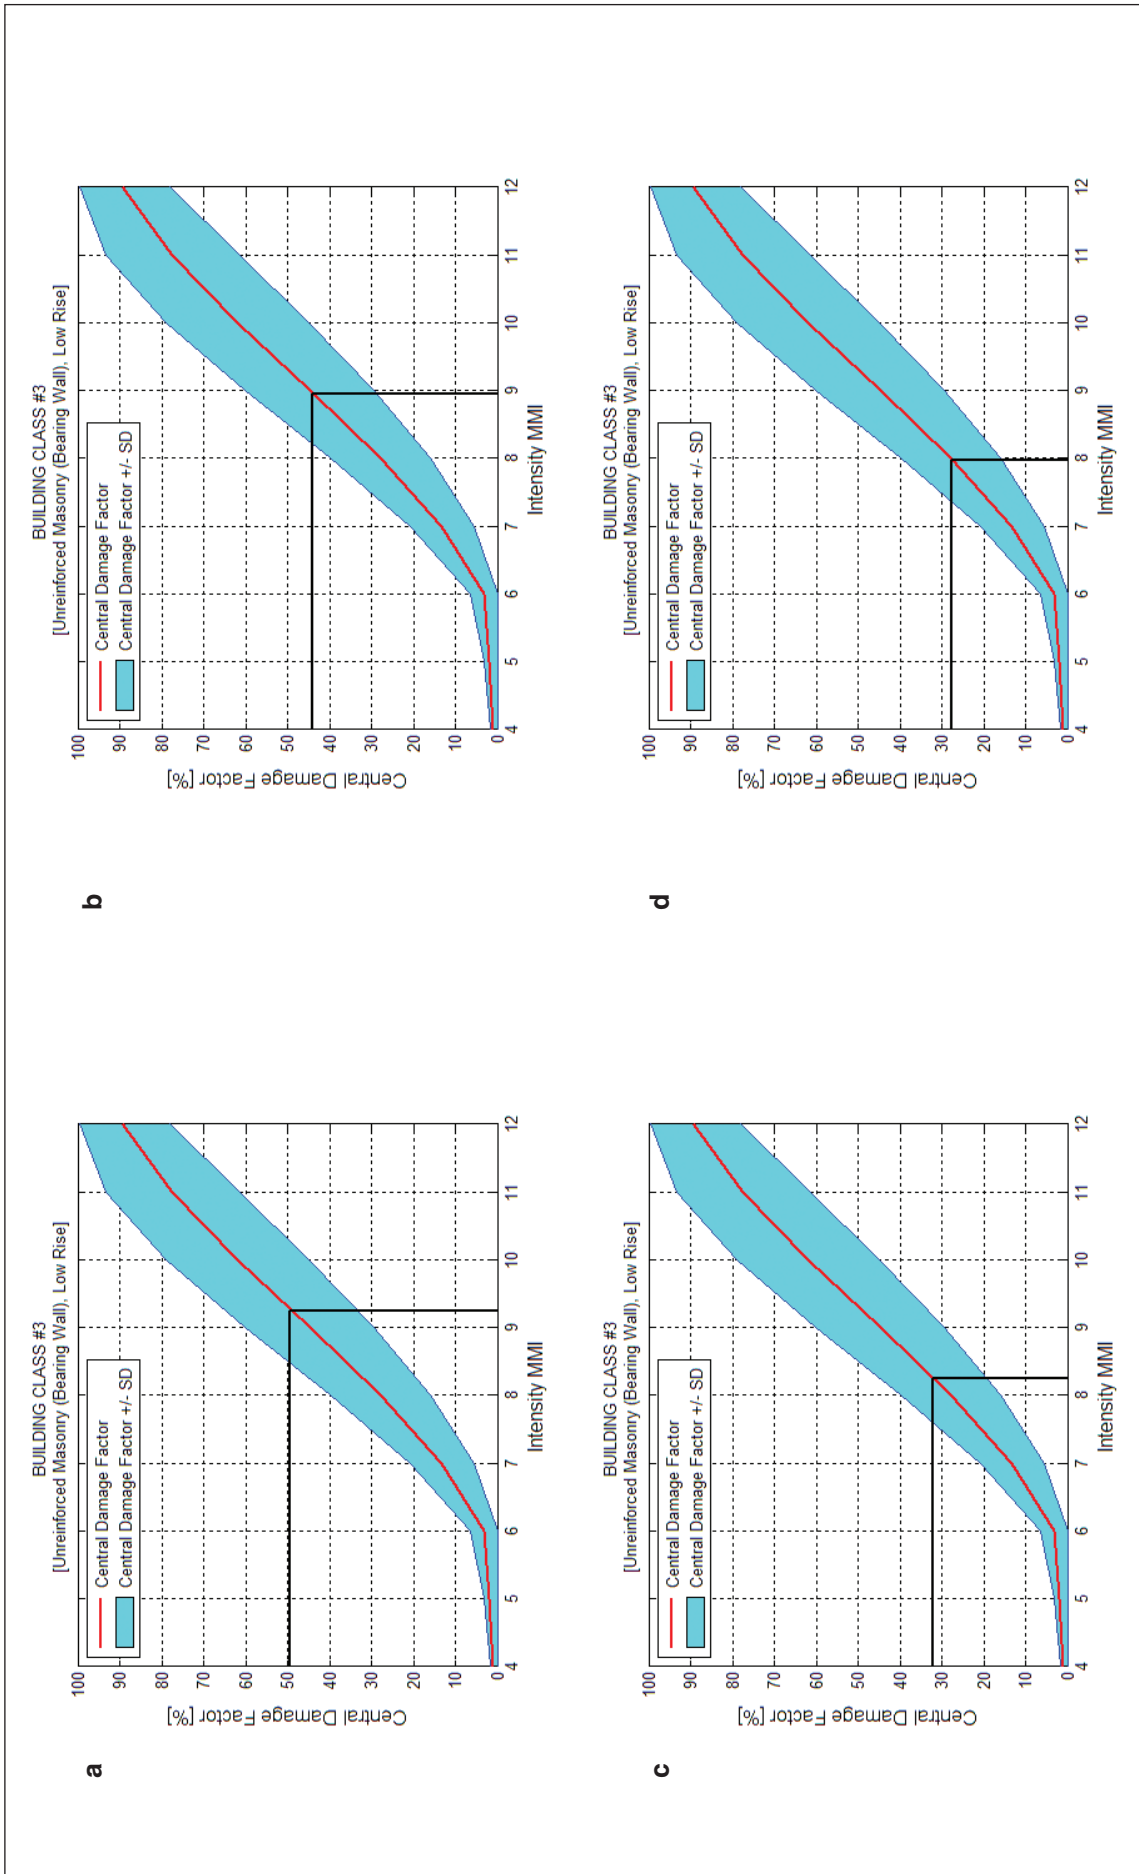 a
BUILDING CLASS #3
[Unreinforced Masonry (Bearing Wall), Low Rise]
Central Damage Factor
Central Damage Factor +/- SD
Central Damage Factor [%]
100
90
80
70
60
50
40
30
20
10
0
4 5 6 7 8 9 10 11 12
Intensity MMI
b
BUILDING CLASS #3
[Unreinforced Masonry (Bearing Wall), Low Rise]
Central Damage Factor
Central Damage Factor +/- SD
Central Damage Factor [%]
100
90
80
70
60
50
40
30
20
10
0
4 5 6 7 8 9 10 11 12
Intensity MMI
c
BUILDING CLASS #3
[Unreinforced Masonry (Bearing Wall), Low Rise]
Central Damage Factor
Central Damage Factor +/- SD
Central Damage Factor [%]
100
90
80
70
60
50
40
30
20
10
0
4 5 6 7 8 9 10 11 12
Intensity MMI
d
BUILDING CLASS #3
[Unreinforced Masonry (Bearing Wall), Low Rise]
Central Damage Factor
Central Damage Factor +/- SD
Central Damage Factor [%]
100
90
80
70
60
50
40
30
20
10
0
4 5 6 7 8 9 10 11 12
Intensity MMI